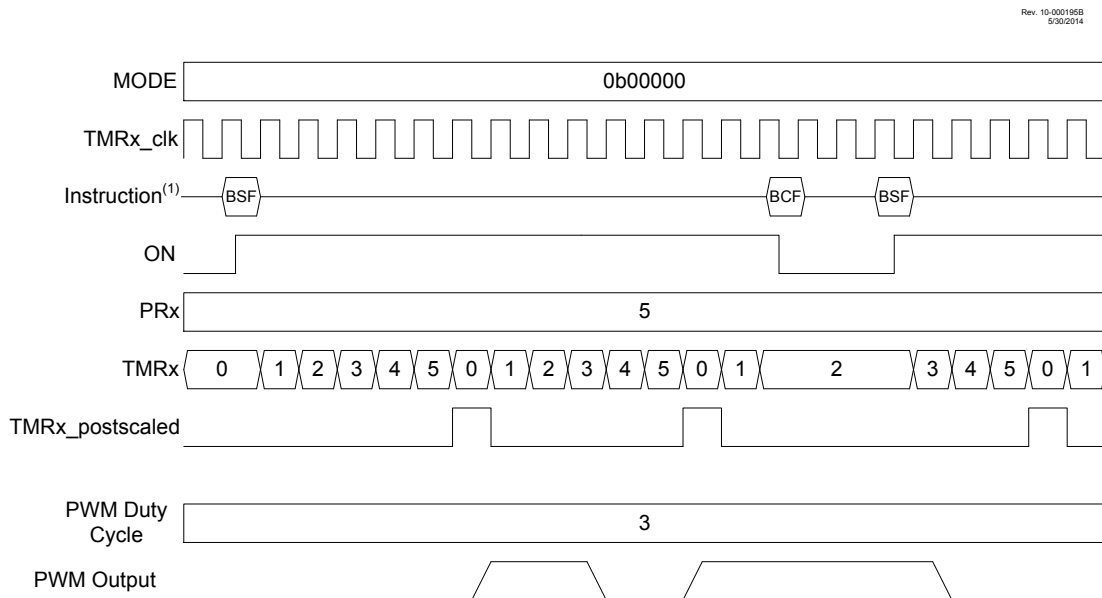 Rev. 10-000195B
5/30/2014
MODE 0b00000
TMRx_clk
Instruction(1) BSF BCF BSF
ON
PRx 5
TMRx 0 1 2 3 4 5 0 1 2 3 4 5 0 1 2 3 4 5 0 1
TMRx_postscaled
PWM Duty
Cycle 3
PWM Output